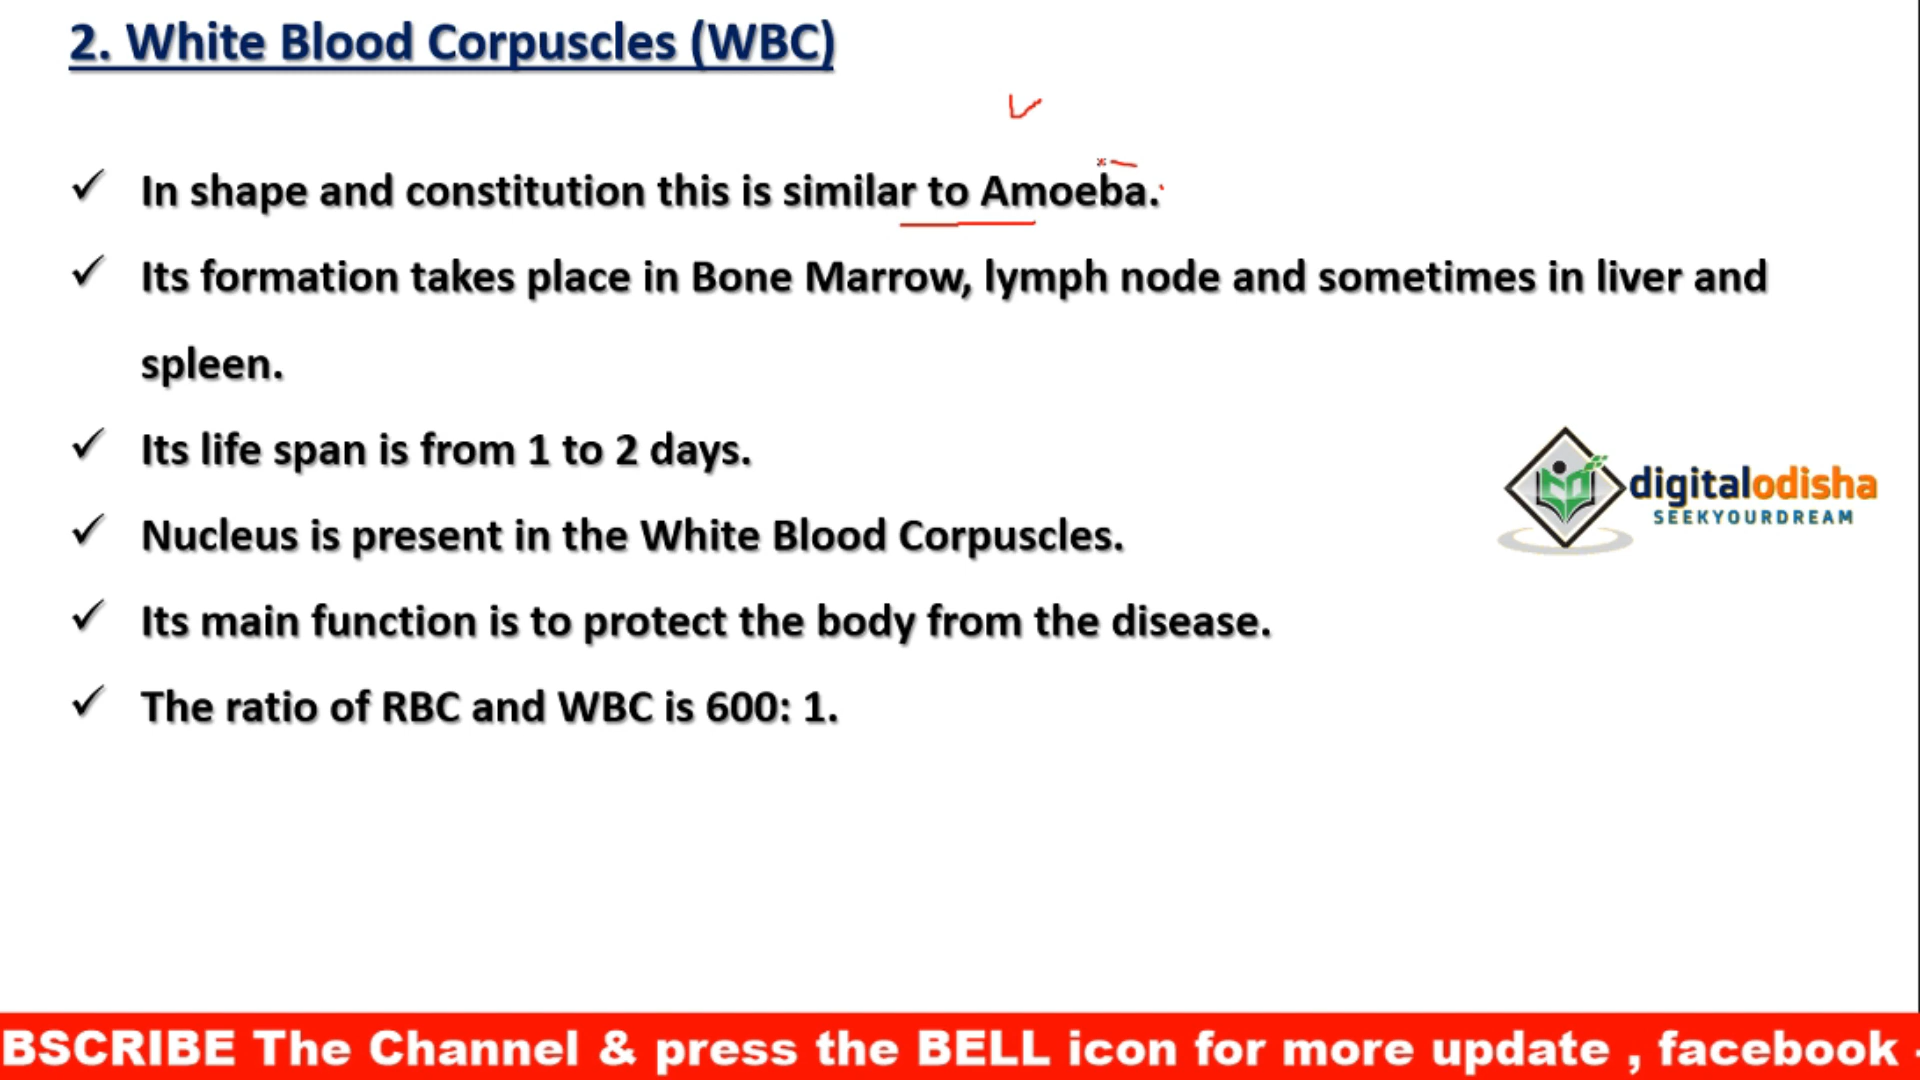 2. White Blood Corpuscles (WBC)
✓ In shape and constitution this is similar to Amoeba.
✓ Its formation takes place in Bone Marrow, lymph node and sometimes in liver and
spleen.
✓ Its life span is from 1 to 2 days.
digitalodisha
SEEKYOURDREAM
✓ Nucleus is present in the White Blood Corpuscles.
✓ Its main function is to protect the body from the disease.
✓ The ratio of RBC and WBC is 600: 1.
BSCRIBE The Channel & press the BELL icon for more update , facebook -